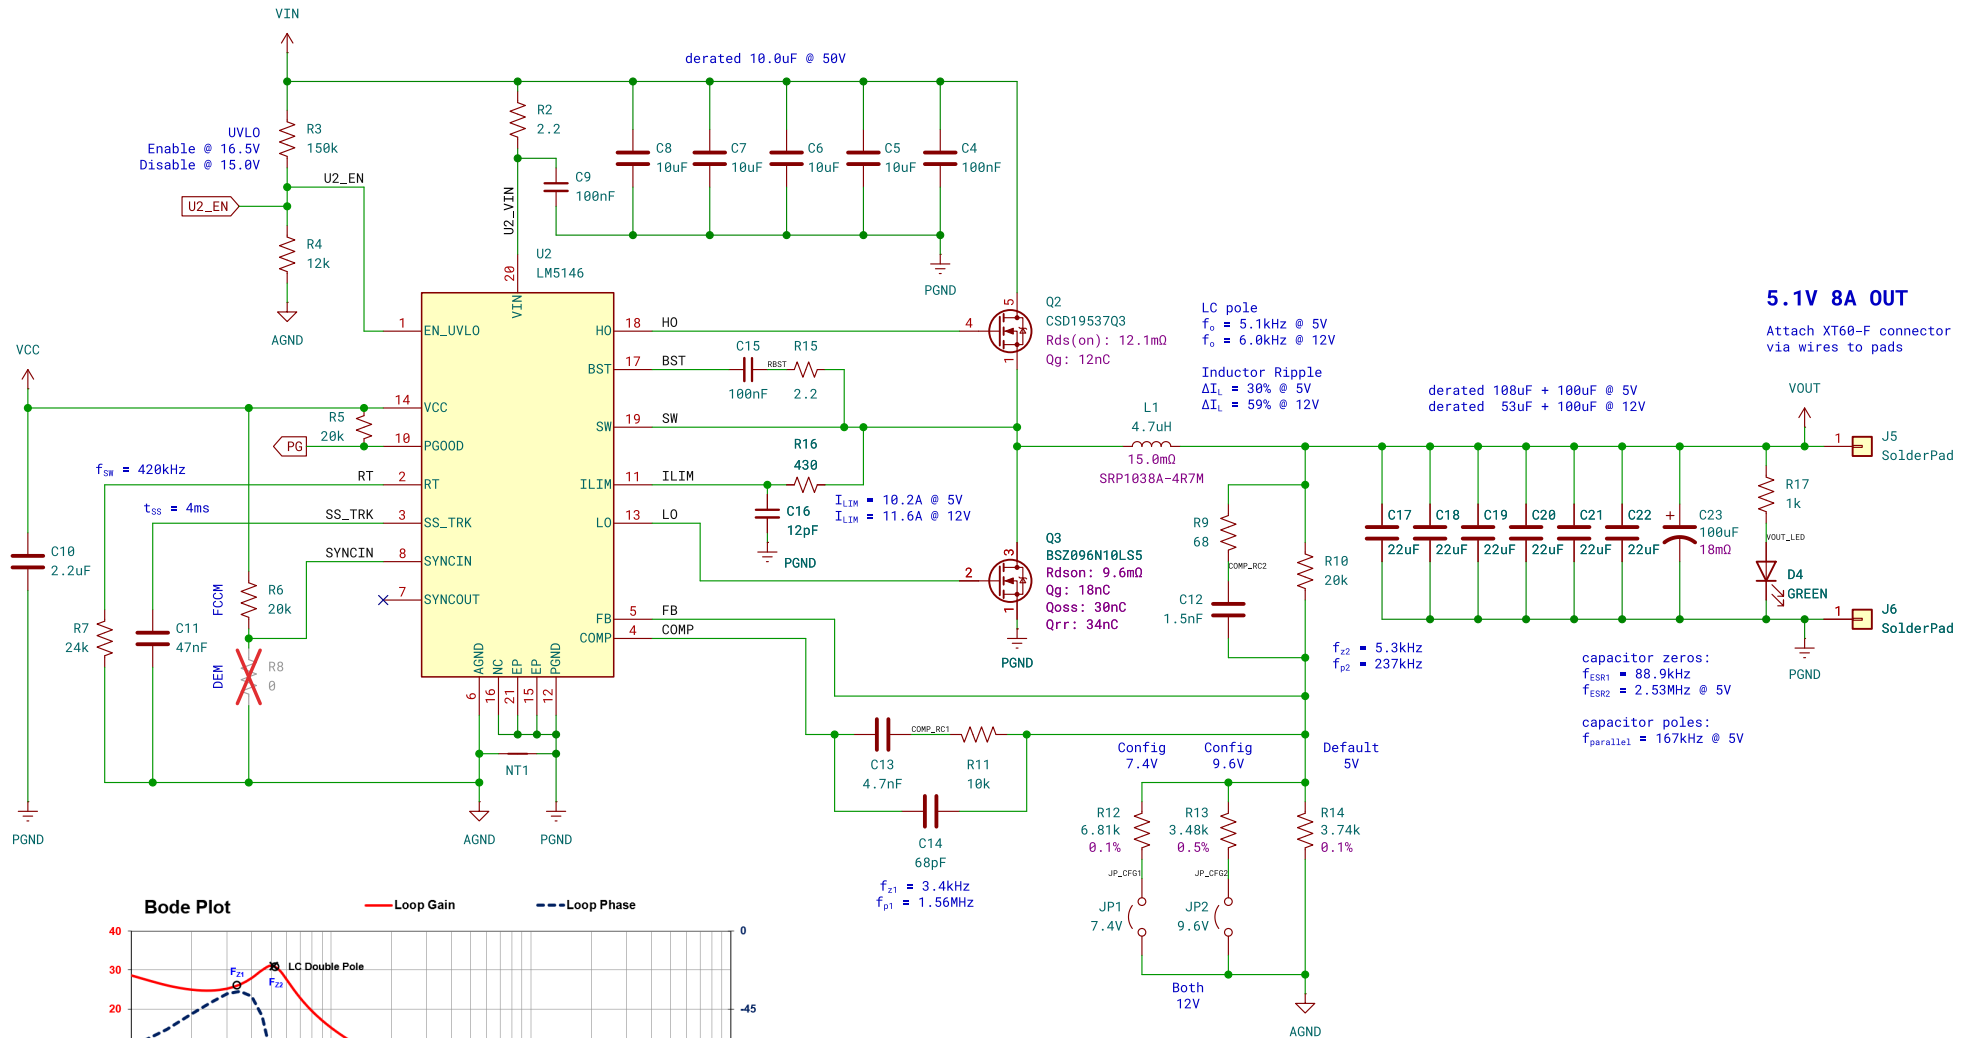 VIN
derated 10.0uF @ 50V
UVLO
Enable @ 16.5V
Disable @ 15.0V
R3
150k
U2_EN
U2_EN
R4
12k
AGND
R2
2.2
C9
100nF
U2_VIN
C8
10uF
C7
10uF
C6
10uF
C5
10uF
C4
100nF
PGND
U2
LM5146
20
VIN
1
EN_UVLO
VCC
14
VCC
R5
20k
PG
10
PGOOD
fSW = 420kHz
RT
2
RT
tSS = 4ms
SS_TRK
3
SS_TRK
SYNCIN
8
SYNCIN
7
SYNCOUT
C10
2.2uF
PGND
R7
24k
C11
47nF
FCCM
R6
20k
DEM
R8
0
HO
18
HO
BST
17
BST
SW
19
SW
ILIM
11
ILIM
LO
13
LO
FB
5
FB
COMP
4
COMP
AGND
NC
EP
EP
PGND
6
16
21
15
12
NT1
AGND
PGND
C15
100nF
RBST
R15
2.2
R16
430
C16
12pF
PGND
ILIM = 10.2A @ 5V
ILIM = 11.6A @ 12V
Q2
CSD19537Q3
Rds(on): 12.1mΩ
Qg: 12nC
5
4
1
Q3
BSZ096N10LS5
Rdson: 9.6mΩ
Qg: 18nC
Qoss: 30nC
Qrr: 34nC
3
2
1
PGND
LC pole
fo = 5.1kHz @ 5V
fo = 6.0kHz @ 12V
Inductor Ripple
ΔIL = 30% @ 5V
ΔIL = 59% @ 12V
L1
4.7uH
15.0mΩ
SRP1038A-4R7M
derated 108uF + 100uF @ 5V
derated  53uF + 100uF @ 12V
5.1V 8A OUT
Attach XT60-F connector
via wires to pads
VOUT
1
J5
SolderPad
R9
68
COMP_RC2
C12
1.5nF
R10
20k
fz2 = 5.3kHz
fp2 = 237kHz
C17
22uF
C18
22uF
C19
22uF
C20
22uF
C21
22uF
C22
22uF
+
C23
100uF
18mΩ
R17
1k
VOUT_LED
D4
GREEN
1
J6
SolderPad
PGND
capacitor zeros:
fESR1 = 88.9kHz
fESR2 = 2.53MHz @ 5V
capacitor poles:
fparallel = 167kHz @ 5V
C13
4.7nF
COMP_RC1
R11
10k
C14
68pF
fz1 = 3.4kHz
fp1 = 1.56MHz
Config
7.4V
Config
9.6V
Default
5V
R12
6.81k
0.1%
R13
3.48k
0.5%
R14
3.74k
0.1%
JP_CFG1
JP_CFG2
JP1
7.4V
JP2
9.6V
Both
12V
AGND
Bode Plot
Loop Gain
Loop Phase
40
30
20
0
-45
FZ1
FZ2
LC Double Pole